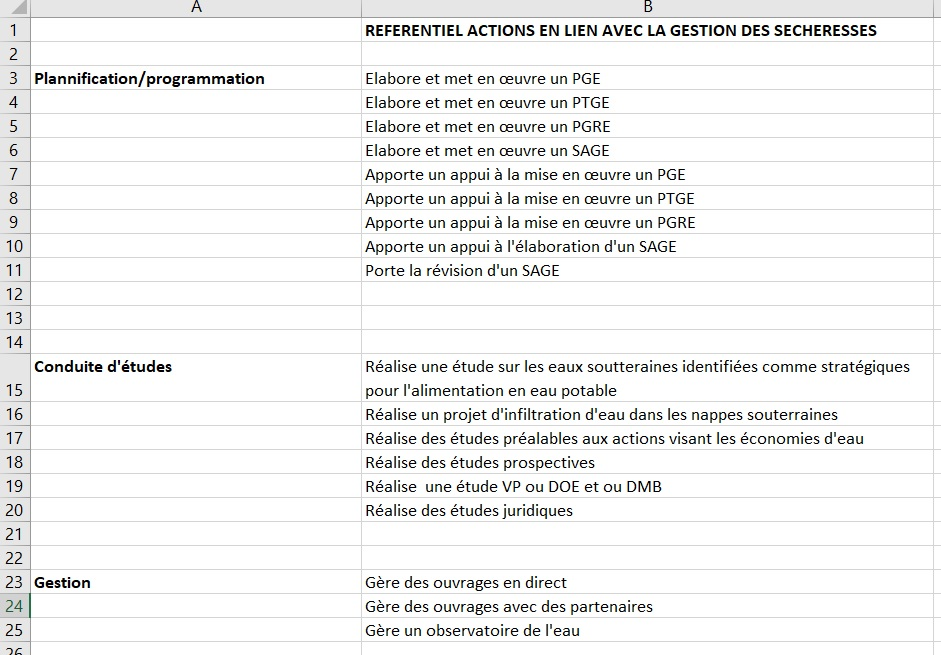 A B
1 REFERENTIEL ACTIONS EN LIEN AVEC LA GESTION DES SECHERESSES
2
3 Plannification/programmation Elabore et met en œuvre un PGE
4 Elabore et met en œuvre un PTGE
5 Elabore et met en œuvre un PGRE
6 Elabore et met en œuvre un SAGE
7 Apporte un appui à la mise en œuvre un PGE
8 Apporte un appui à la mise en œuvre un PTGE
9 Apporte un appui à la mise en œuvre un PGRE
10 Apporte un appui à l'élaboration d'un SAGE
11 Porte la révision d'un SAGE
12
13
14
Conduite d'études Réalise une étude sur les eaux soutteraines identifiées comme stratégiques
15 pour l'alimentation en eau potable
16 Réalise un projet d'infiltration d'eau dans les nappes souterraines
17 Réalise des études préalables aux actions visant les économies d'eau
18 Réalise des études prospectives
19 Réalise  une étude VP ou DOE et ou DMB
20 Réalise des études juridiques
21
22
23 Gestion Gère des ouvrages en direct
24 Gère des ouvrages avec des partenaires
25 Gère un observatoire de l'eau
26